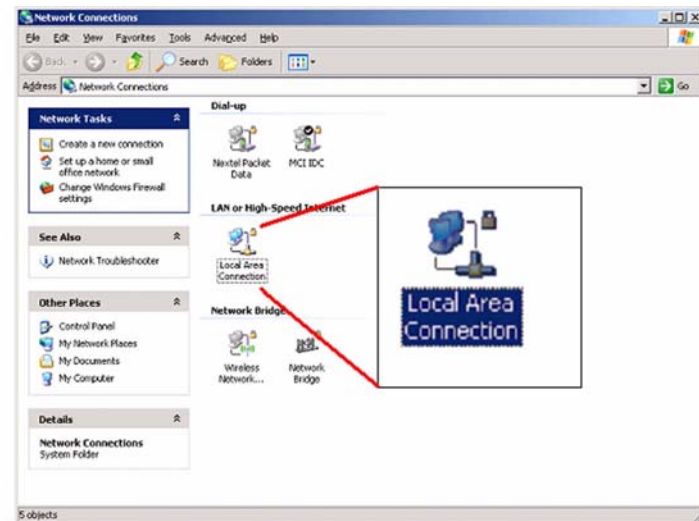 Network Connections
File Edit View Favorites Tools Advanced Help
Back Search Folders
Address Network Connections Go
Network Tasks
Create a new connection
Set up a home or small
office network
Change Windows Firewall
settings
See Also
Network Troubleshooter
Other Places
Control Panel
My Network Places
My Documents
My Computer
Details
Network Connections
System Folder
Dial-up
Nextel Packet
Data
MCI IDC
LAN or High-Speed Internet
Local Area
Connection
Network Bridge
Wireless
Network...
Network
Bridge
Local Area
Connection
5 objects